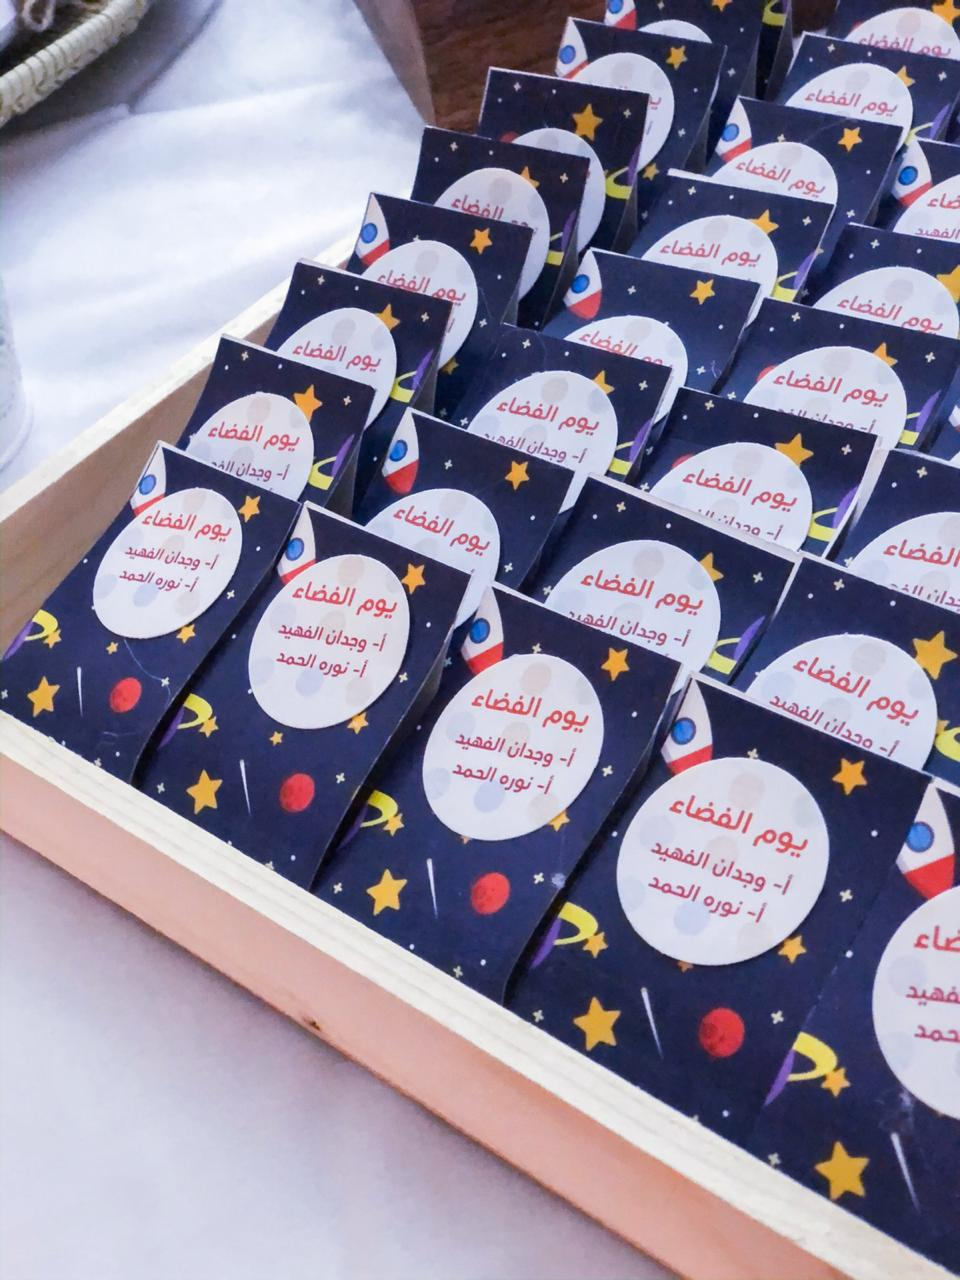 يوم الفضاء
أ- وجدان الفهيد
أ- نوره الحمد